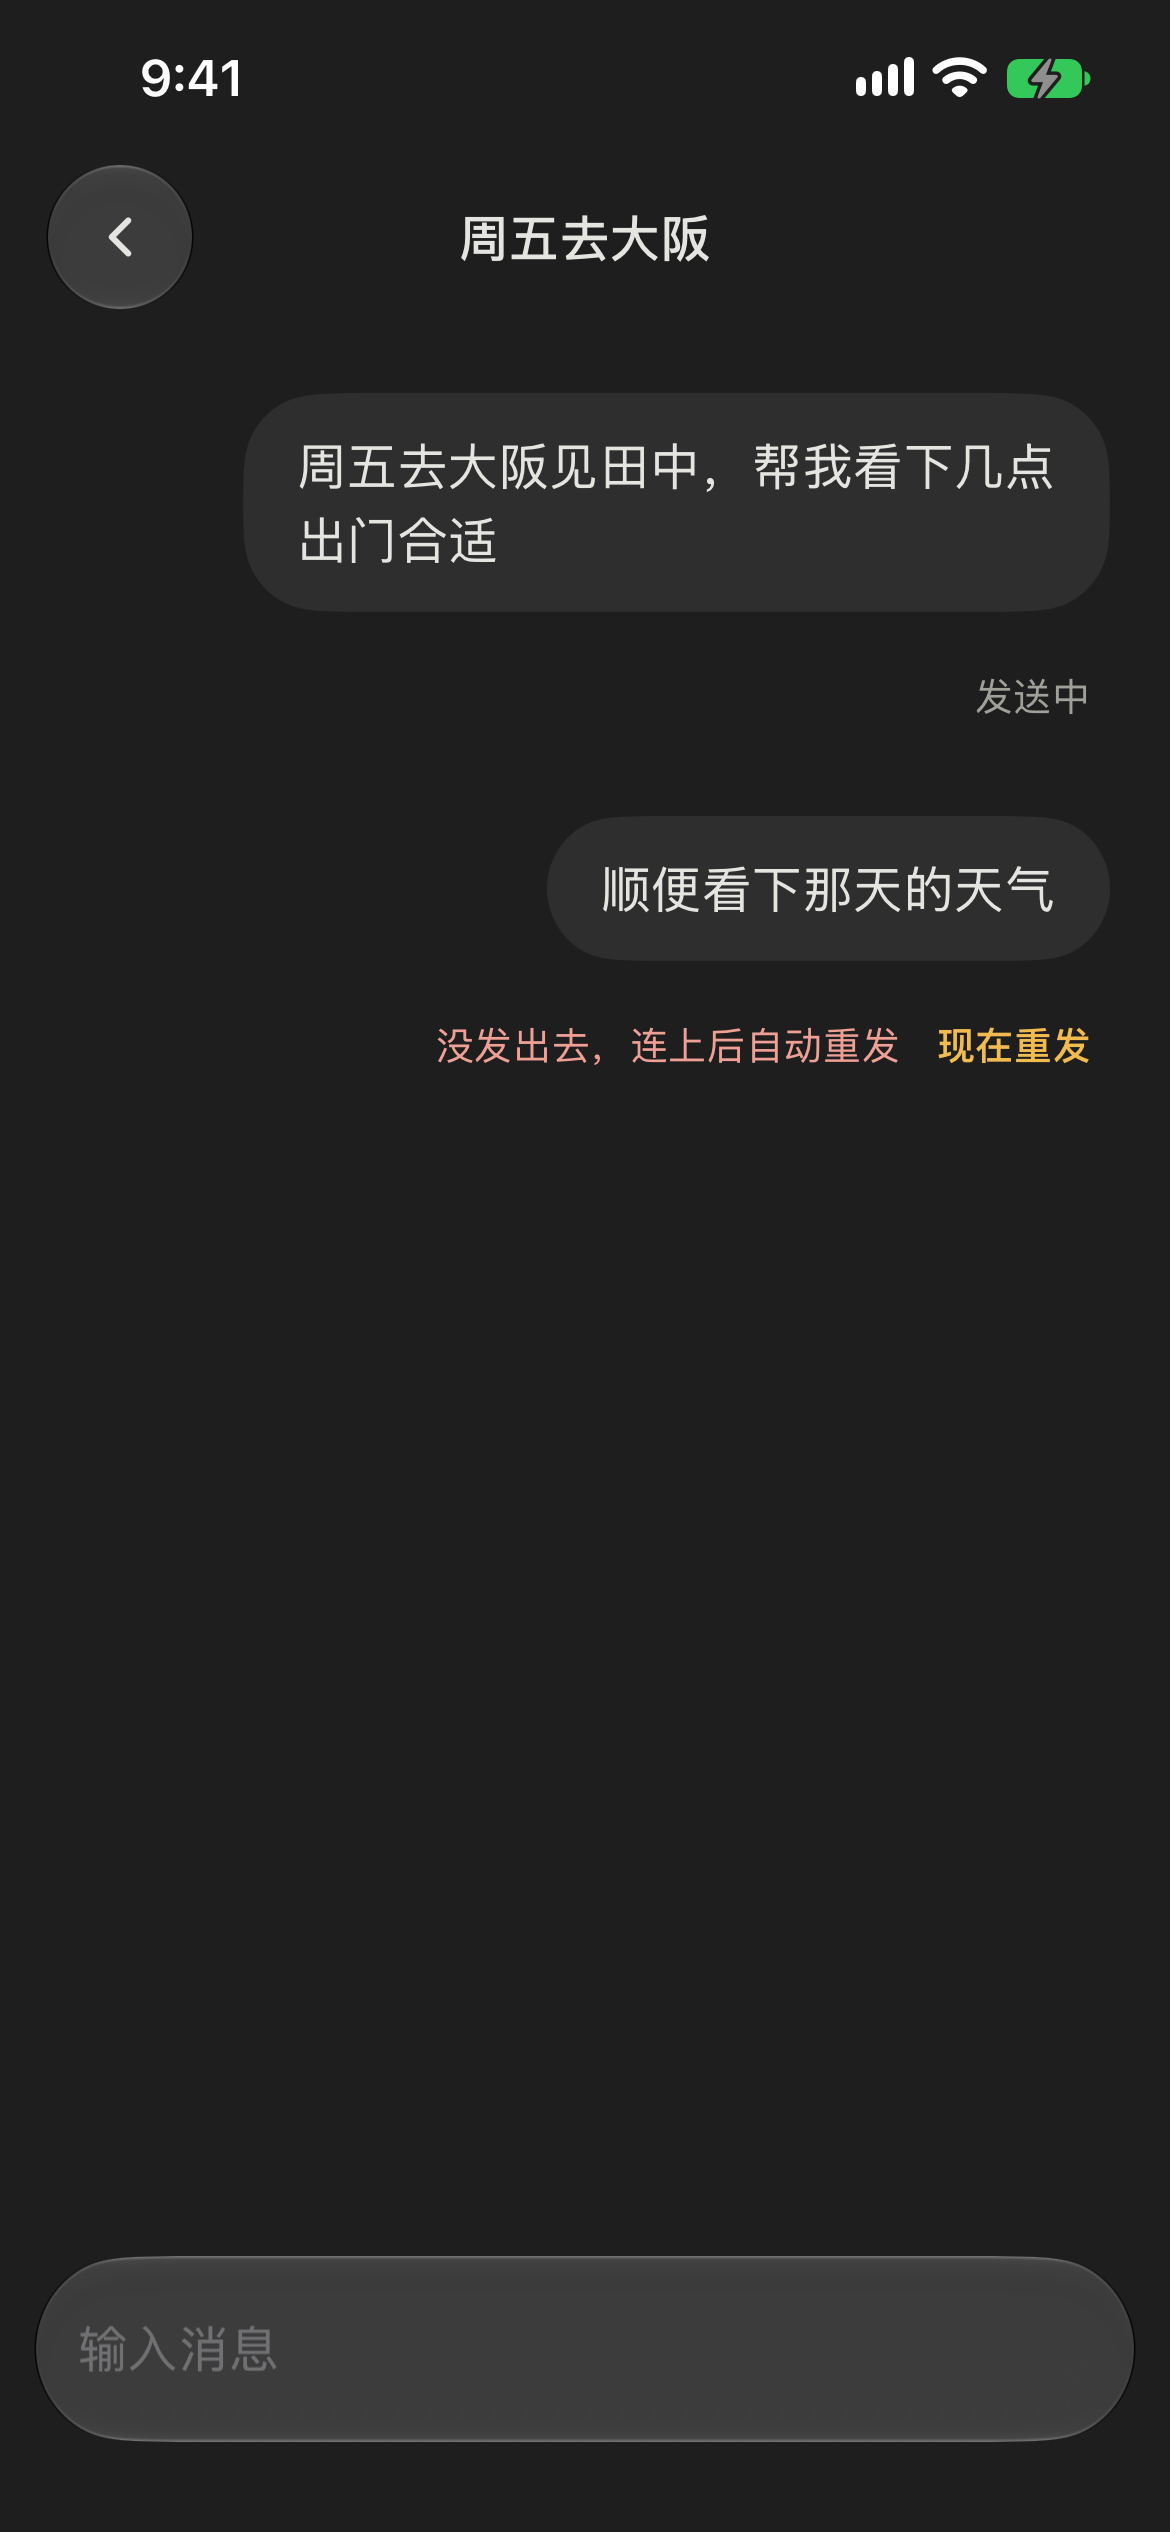 9:41
周五去大阪
周五去大阪见田中，帮我看下几点
出门合适
发送中
顺便看下那天的天气
没发出去，连上后自动重发 现在重发
输入消息